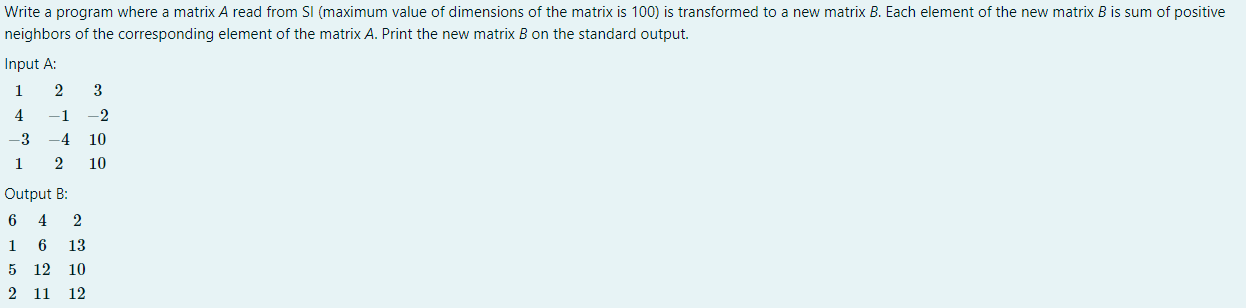 Write a program where a matrix A read from SI (maximum value of dimensions of the matrix is 100) is transformed to a new matrix B. Each element of the new matrix B is sum of positive
neighbors of the corresponding element of the matrix A. Print the new matrix B on the standard output.
Input A:
1 2 3
4 −1 −2
−3 −4 10
1 2 10
Output B:
6 4 2
1 6 13
5 12 10
2 11 12